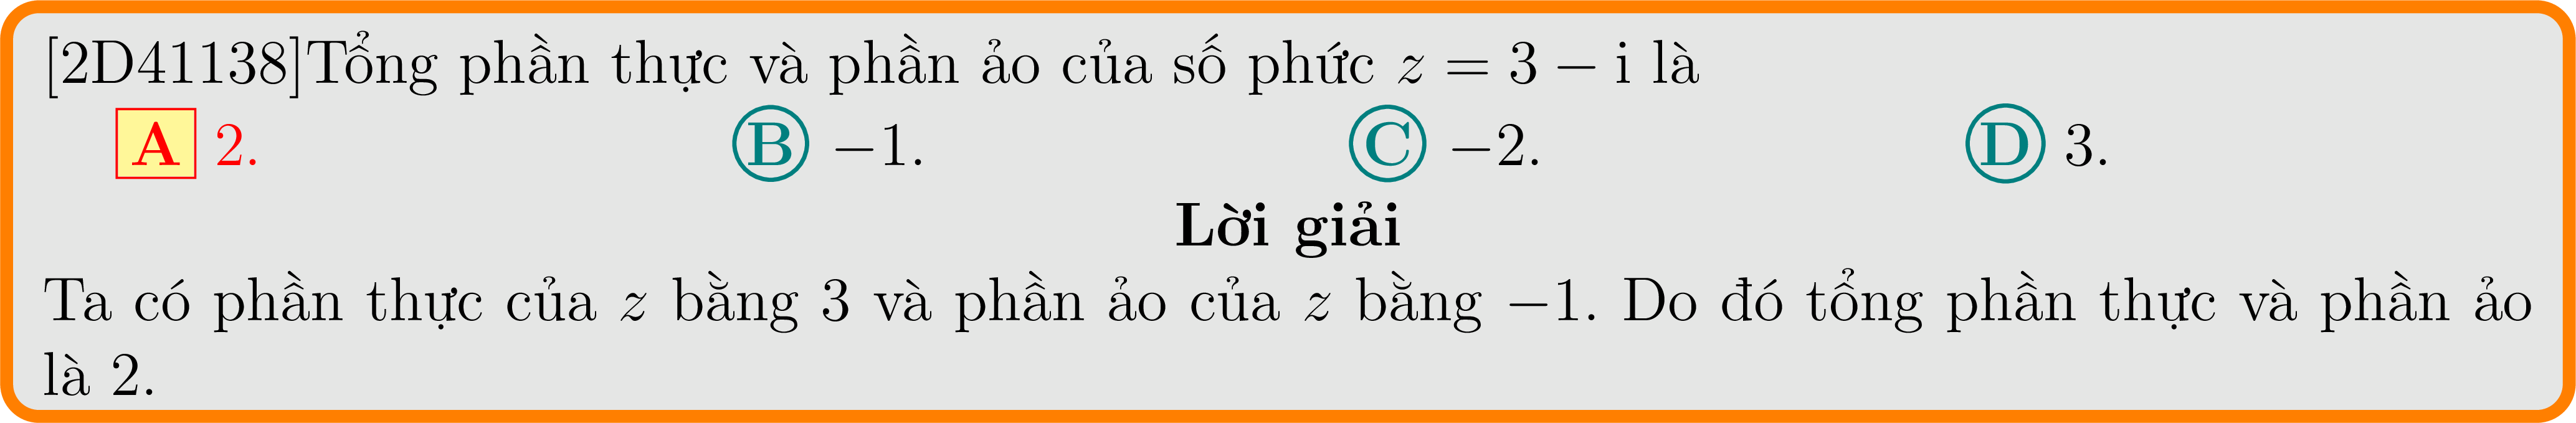 [2D41138]Tổng phần thực và phần ảo của số phức z = 3 − i là
A 2. B −1. C −2. D 3.
Lời giải
Ta có phần thực của z bằng 3 và phần ảo của z bằng −1. Do đó tổng phần thực và phần ảo
là 2.